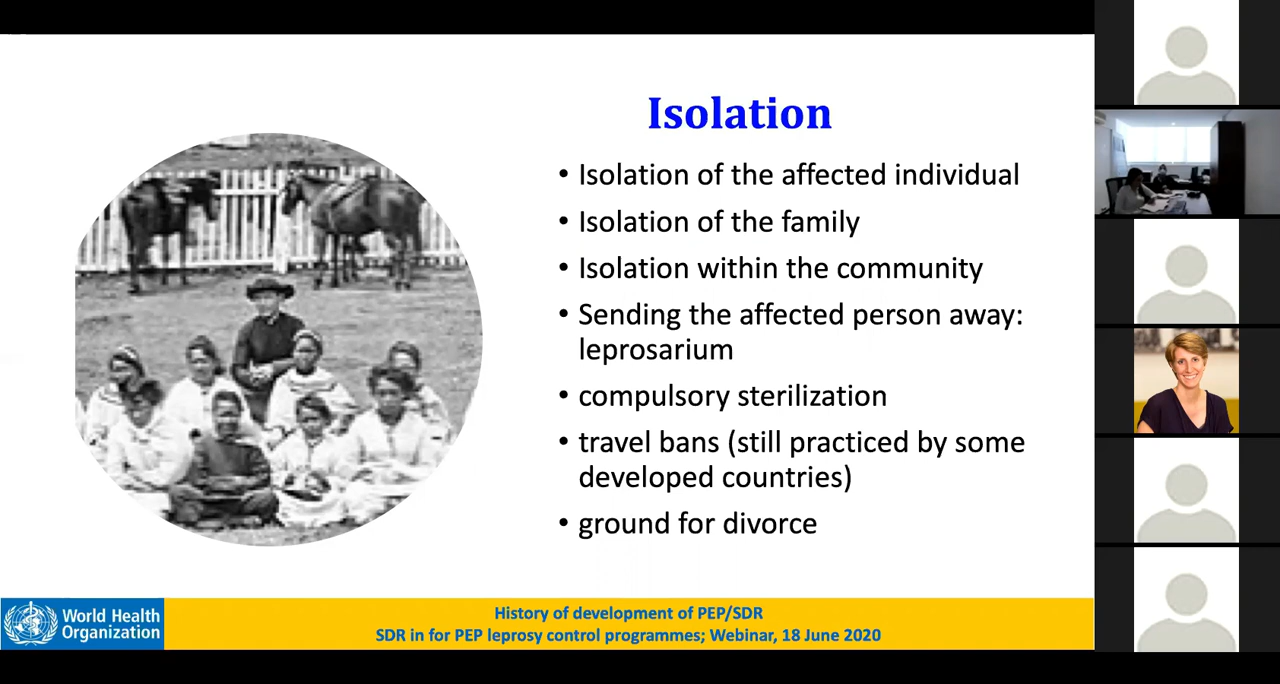 Isolation
• Isolation of the affected individual
• Isolation of the family
• Isolation within the community
• Sending the affected person away:
leprosarium
• compulsory sterilization
• travel bans (still practiced by some
developed countries)
• ground for divorce
World Health
Organization
History of development of PEP/SDR
SDR in for PEP leprosy control programmes; Webinar, 18 June 2020